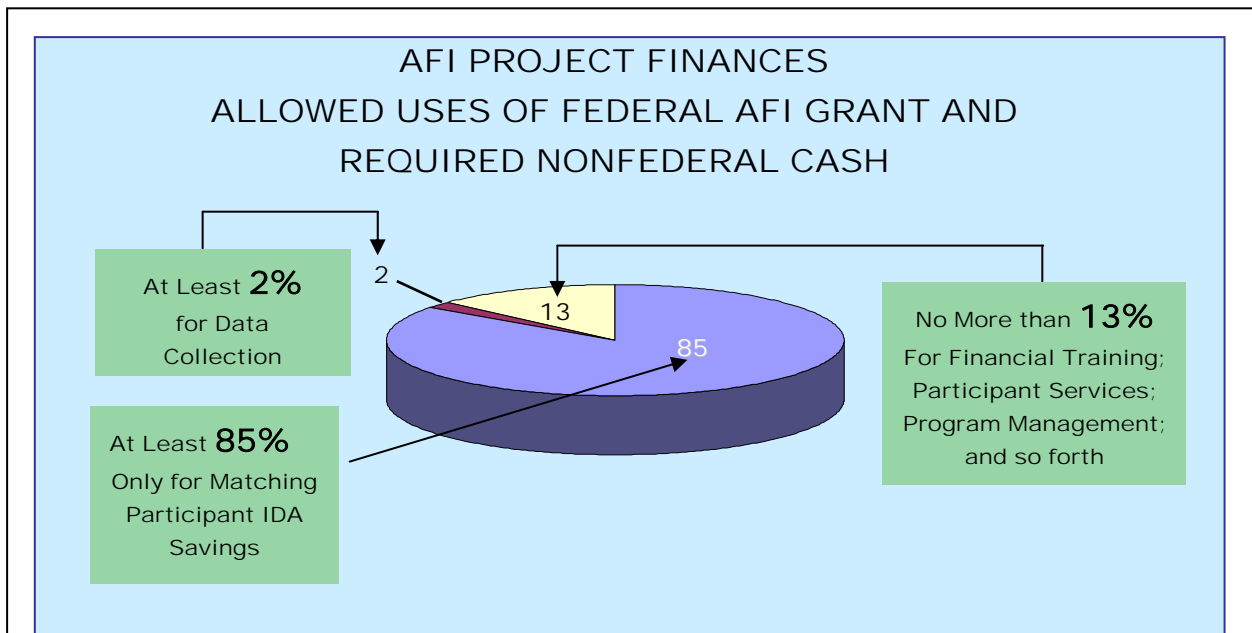 AFI PROJECT FINANCES
ALLOWED USES OF FEDERAL AFI GRANT AND
REQUIRED NONFEDERAL CASH
At Least 2%
for Data
Collection
2
13
85
No More than 13%
For Financial Training;
Participant Services;
Program Management;
and so forth
At Least 85%
Only for Matching
Participant IDA
Savings